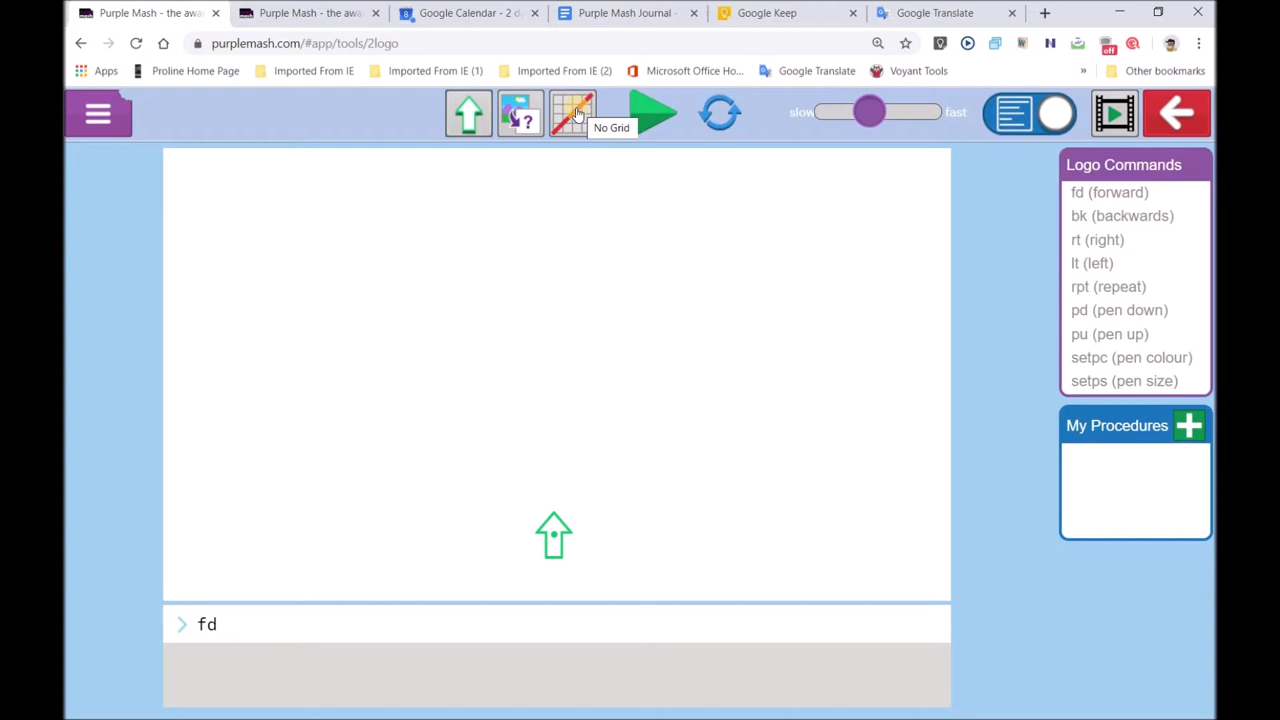 Purple Mash - the awa
Purple Mash - the awa
Google Calendar - 2 d
Purple Mash Journal -
Google Keep
Google Translate
purplemash.com/#app/tools/2logo
off
Apps
Proline Home Page
Imported From IE
Imported From IE (1)
Imported From IE (2)
Microsoft Office Ho...
Google Translate
Voyant Tools
»
Other bookmarks
?
No Grid
slow
fast
Logo Commands
fd (forward)
bk (backwards)
rt (right)
lt (left)
rpt (repeat)
pd (pen down)
pu (pen up)
setpc (pen colour)
setps (pen size)
My Procedures
> fd